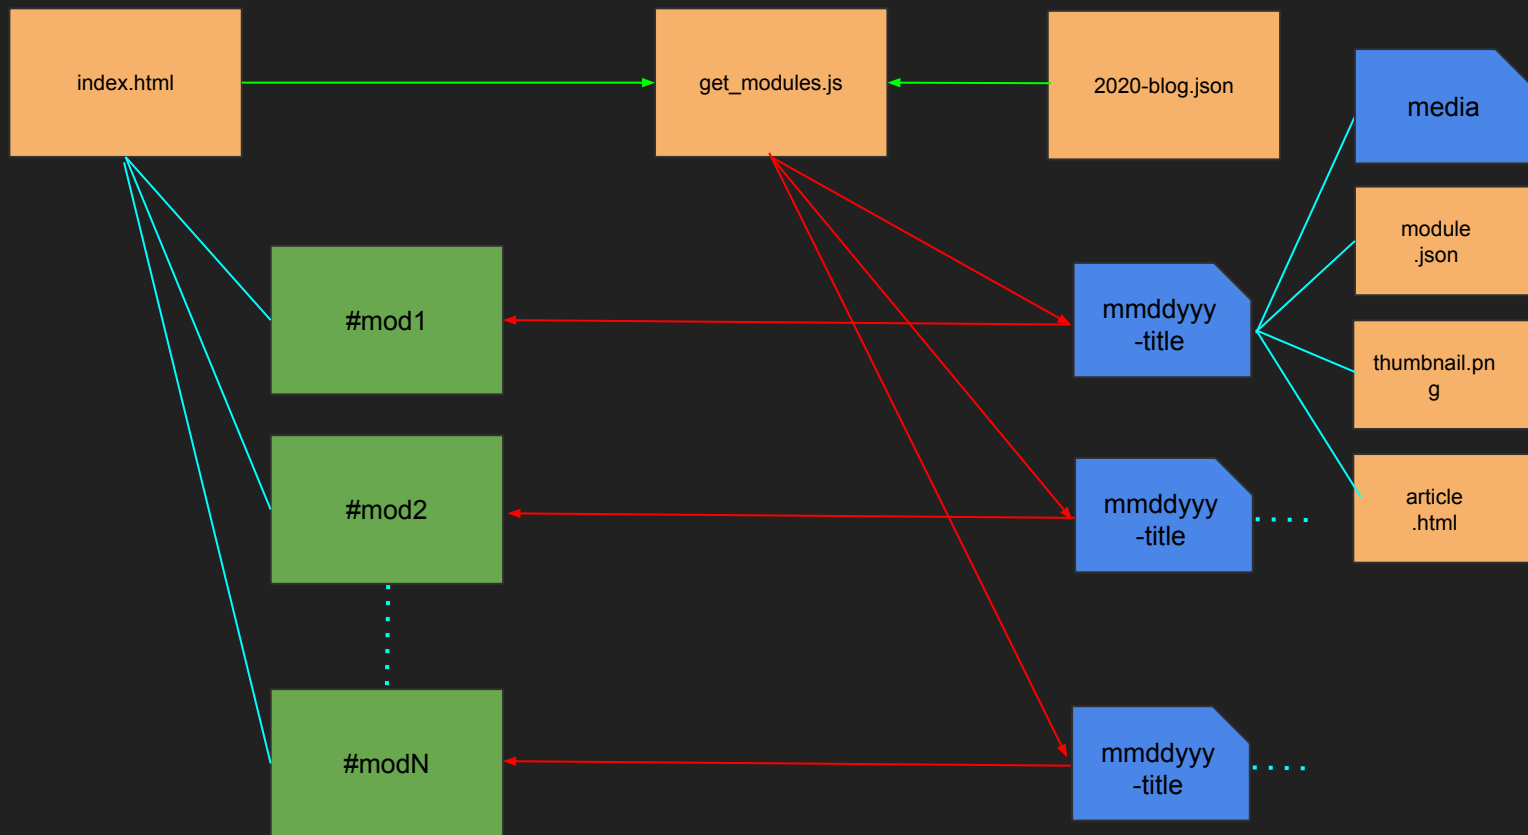 index.html
get_modules.js
2020-blog.json
media
module
.json
thumbnail.pn
g
article
.html
#mod1
mmddyyy
-title
#mod2
mmddyyy
-title
#modN
mmddyyy
-title